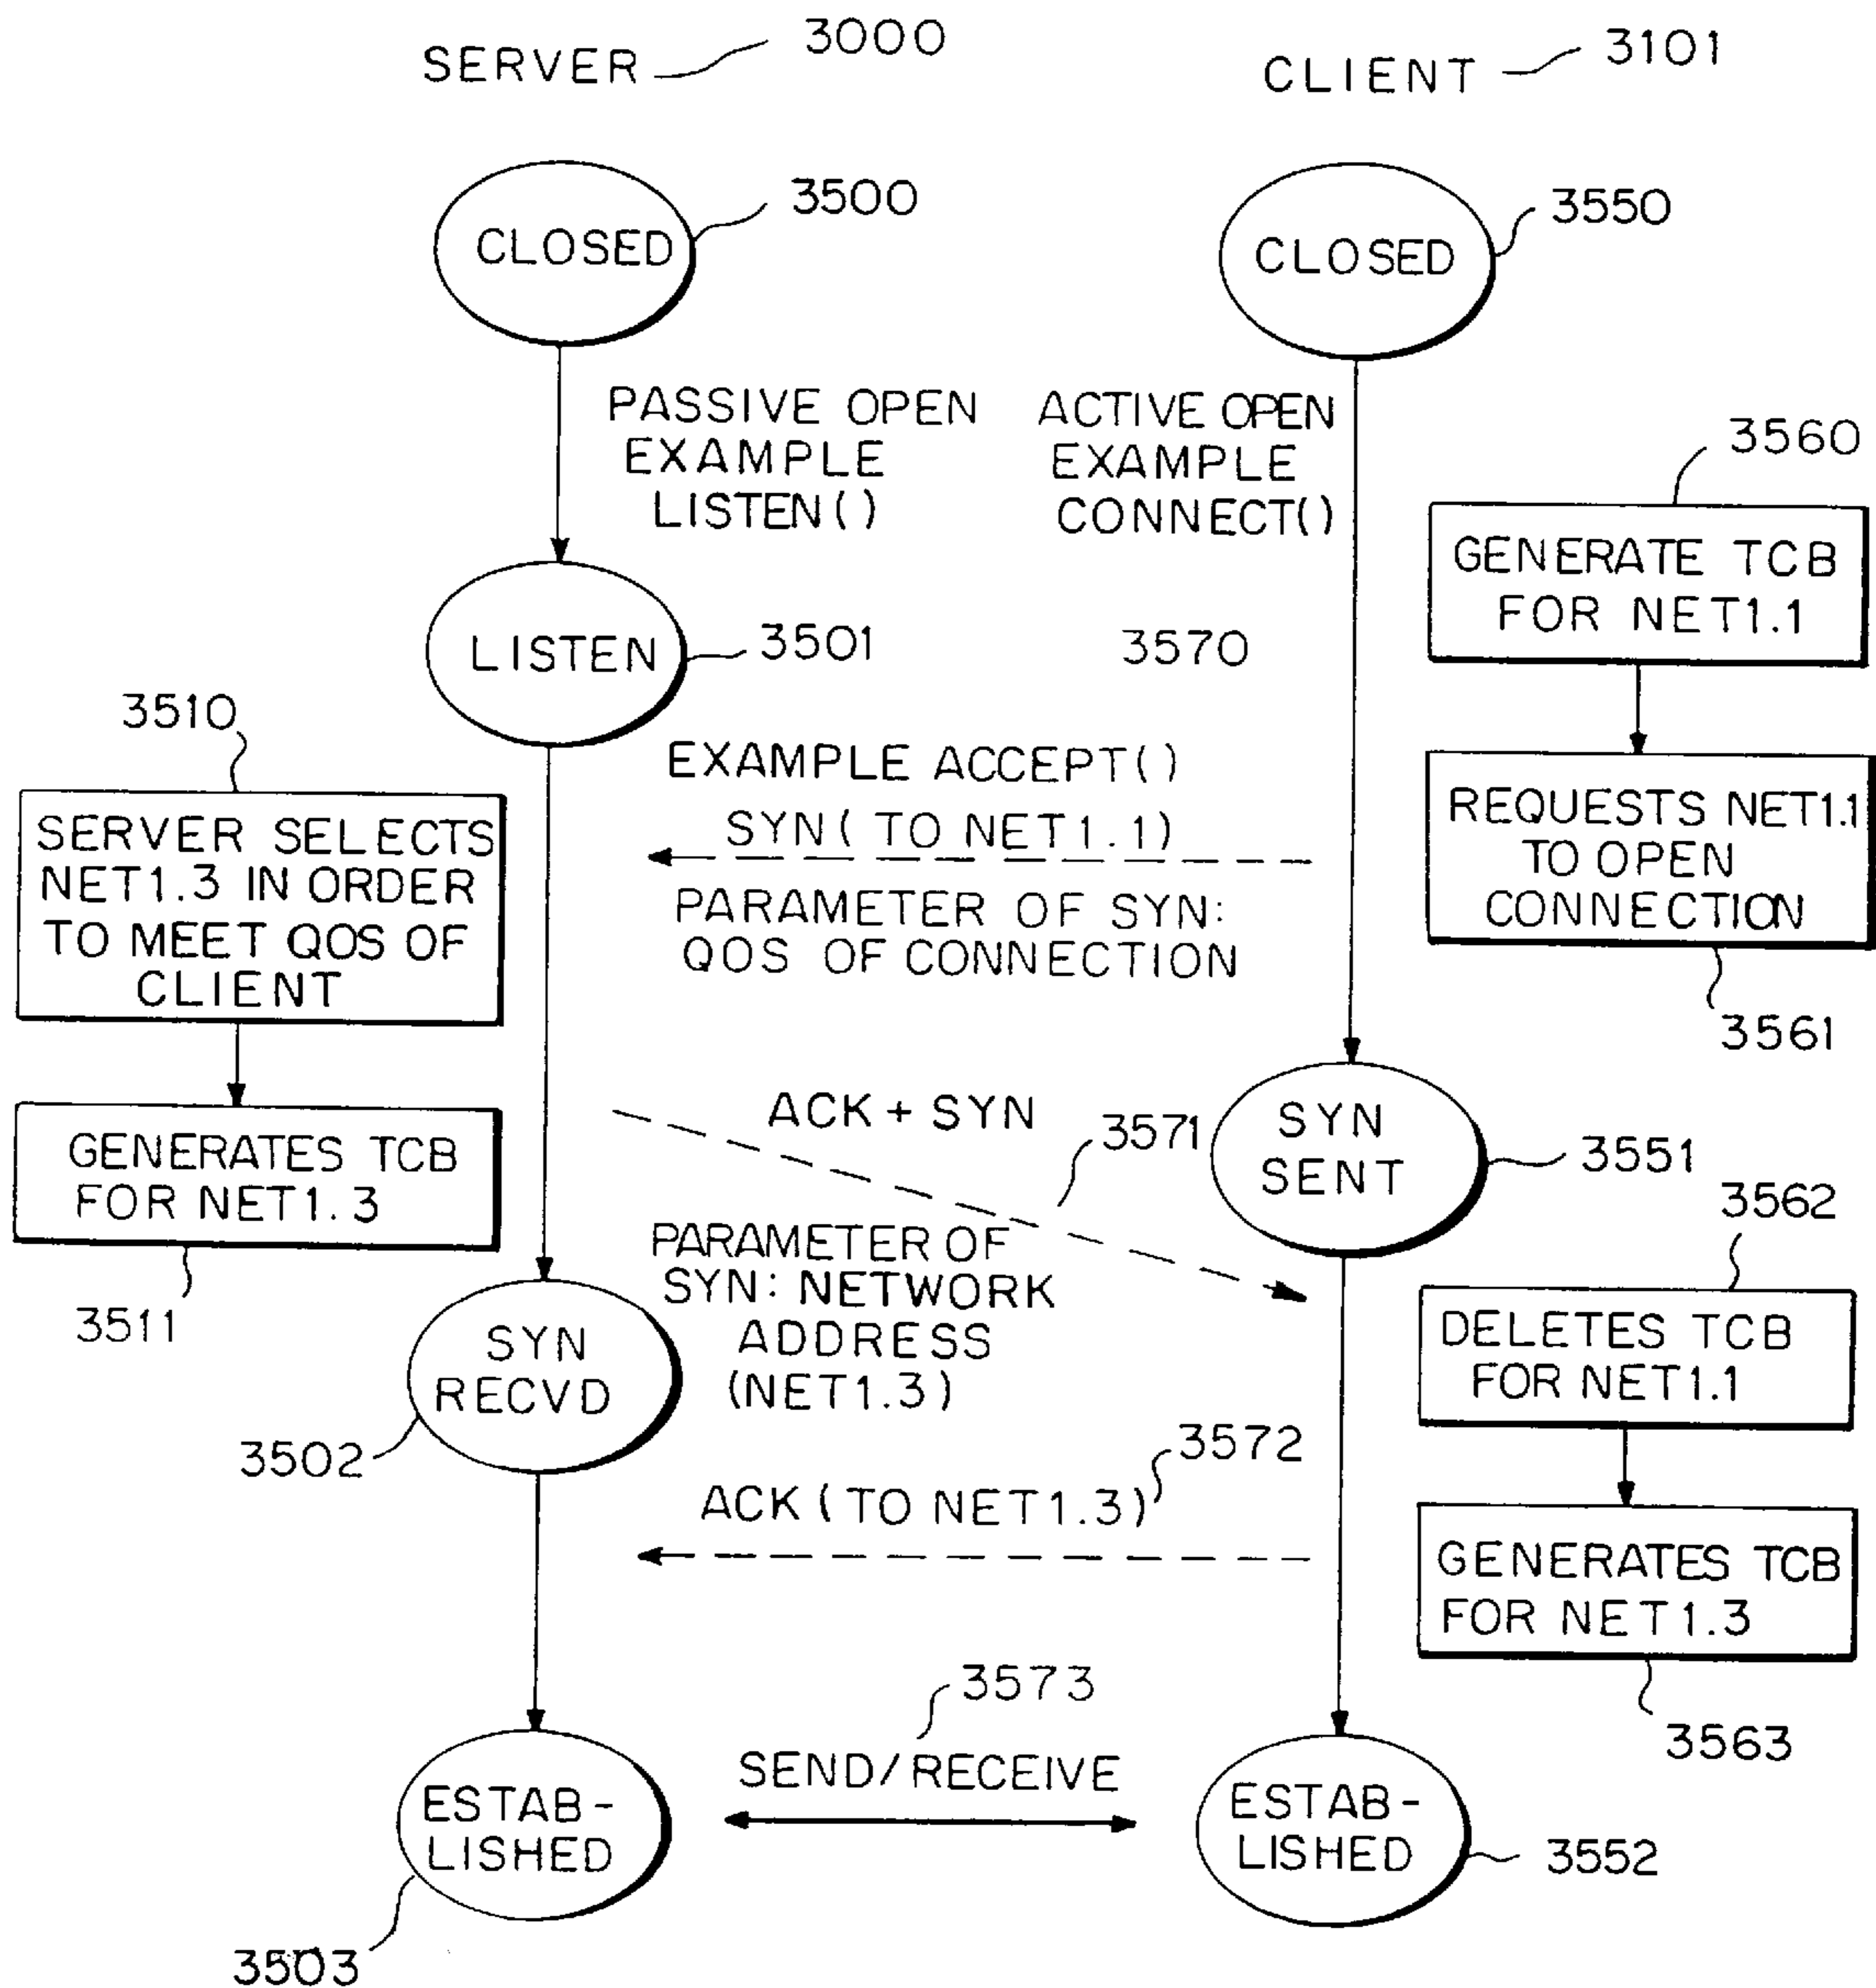 SERVER 3000
CLIENT 3101
CLOSED 3500
CLOSED 3550
PASSIVE OPEN
EXAMPLE
LISTEN()
ACTIVE OPEN
EXAMPLE
CONNECT()
3560
GENERATE TCB
FOR NET1.1
LISTEN 3501
3570
3510
EXAMPLE ACCEPT()
SYN( TO NET1.1)
PARAMETER OF SYN:
QOS OF CONNECTION
REQUESTS NET1.1
TO OPEN
CONNECTION
3561
SERVER SELECTS
NET1.3 IN ORDER
TO MEET QOS OF
CLIENT
GENERATES TCB
FOR NET1.3
3511
ACK + SYN
3571
SYN
SENT
3551
3562
PARAMETER OF
SYN: NETWORK
ADDRESS
(NET1.3)
DELETES TCB
FOR NET1.1
SYN
RECVD
3502
3572
ACK (TO NET1.3)
GENERATES TCB
FOR NET1.3
3563
3573
SEND/RECEIVE
ESTAB-
LISHED
3503
ESTAB-
LISHED
3552